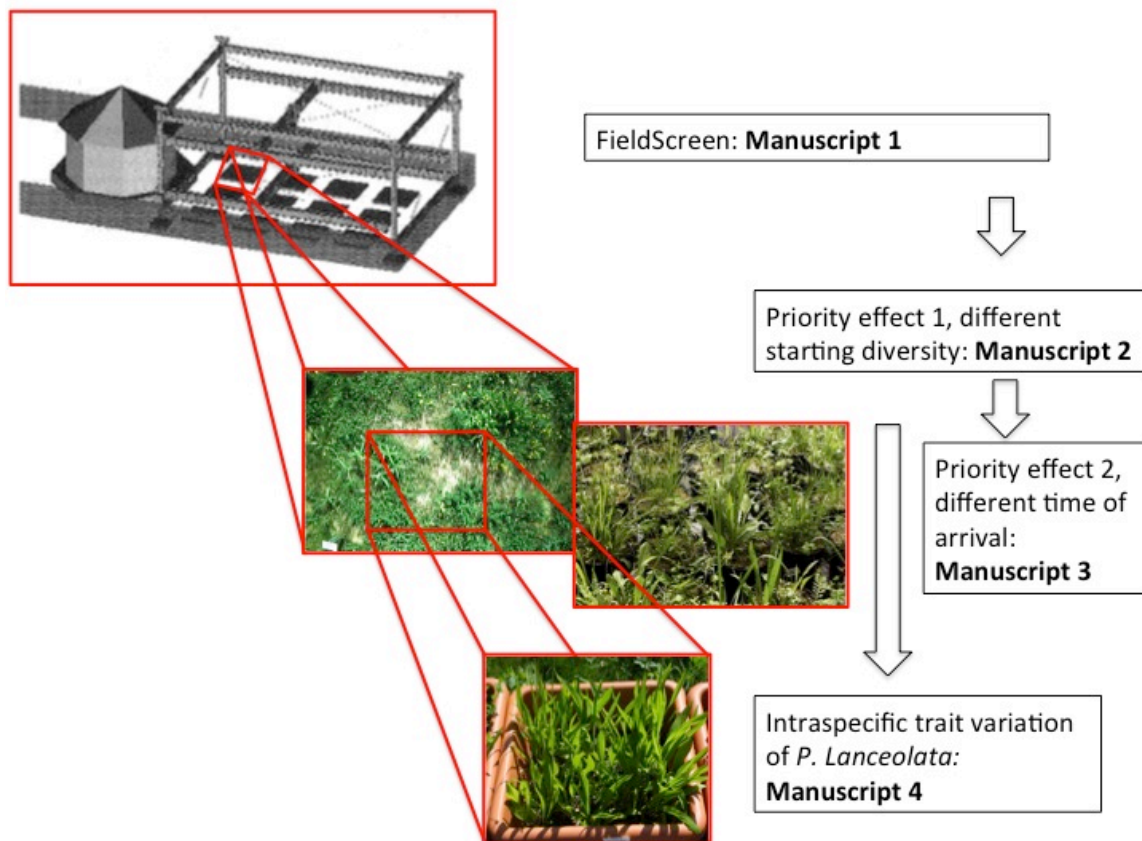 FieldScreen: Manuscript 1
Priority effect 1, different
starting diversity: Manuscript 2
Priority effect 2,
different time of
arrival:
Manuscript 3
Intraspecific trait variation
of P. Lanceolata:
Manuscript 4